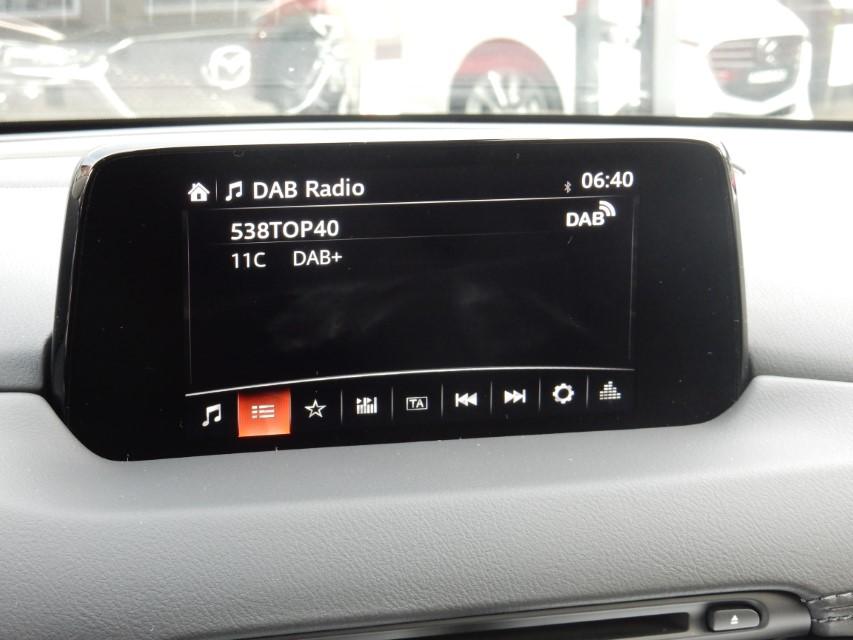 DAB Radio 06:40
538TOP40 DAB
11C DAB+
TA